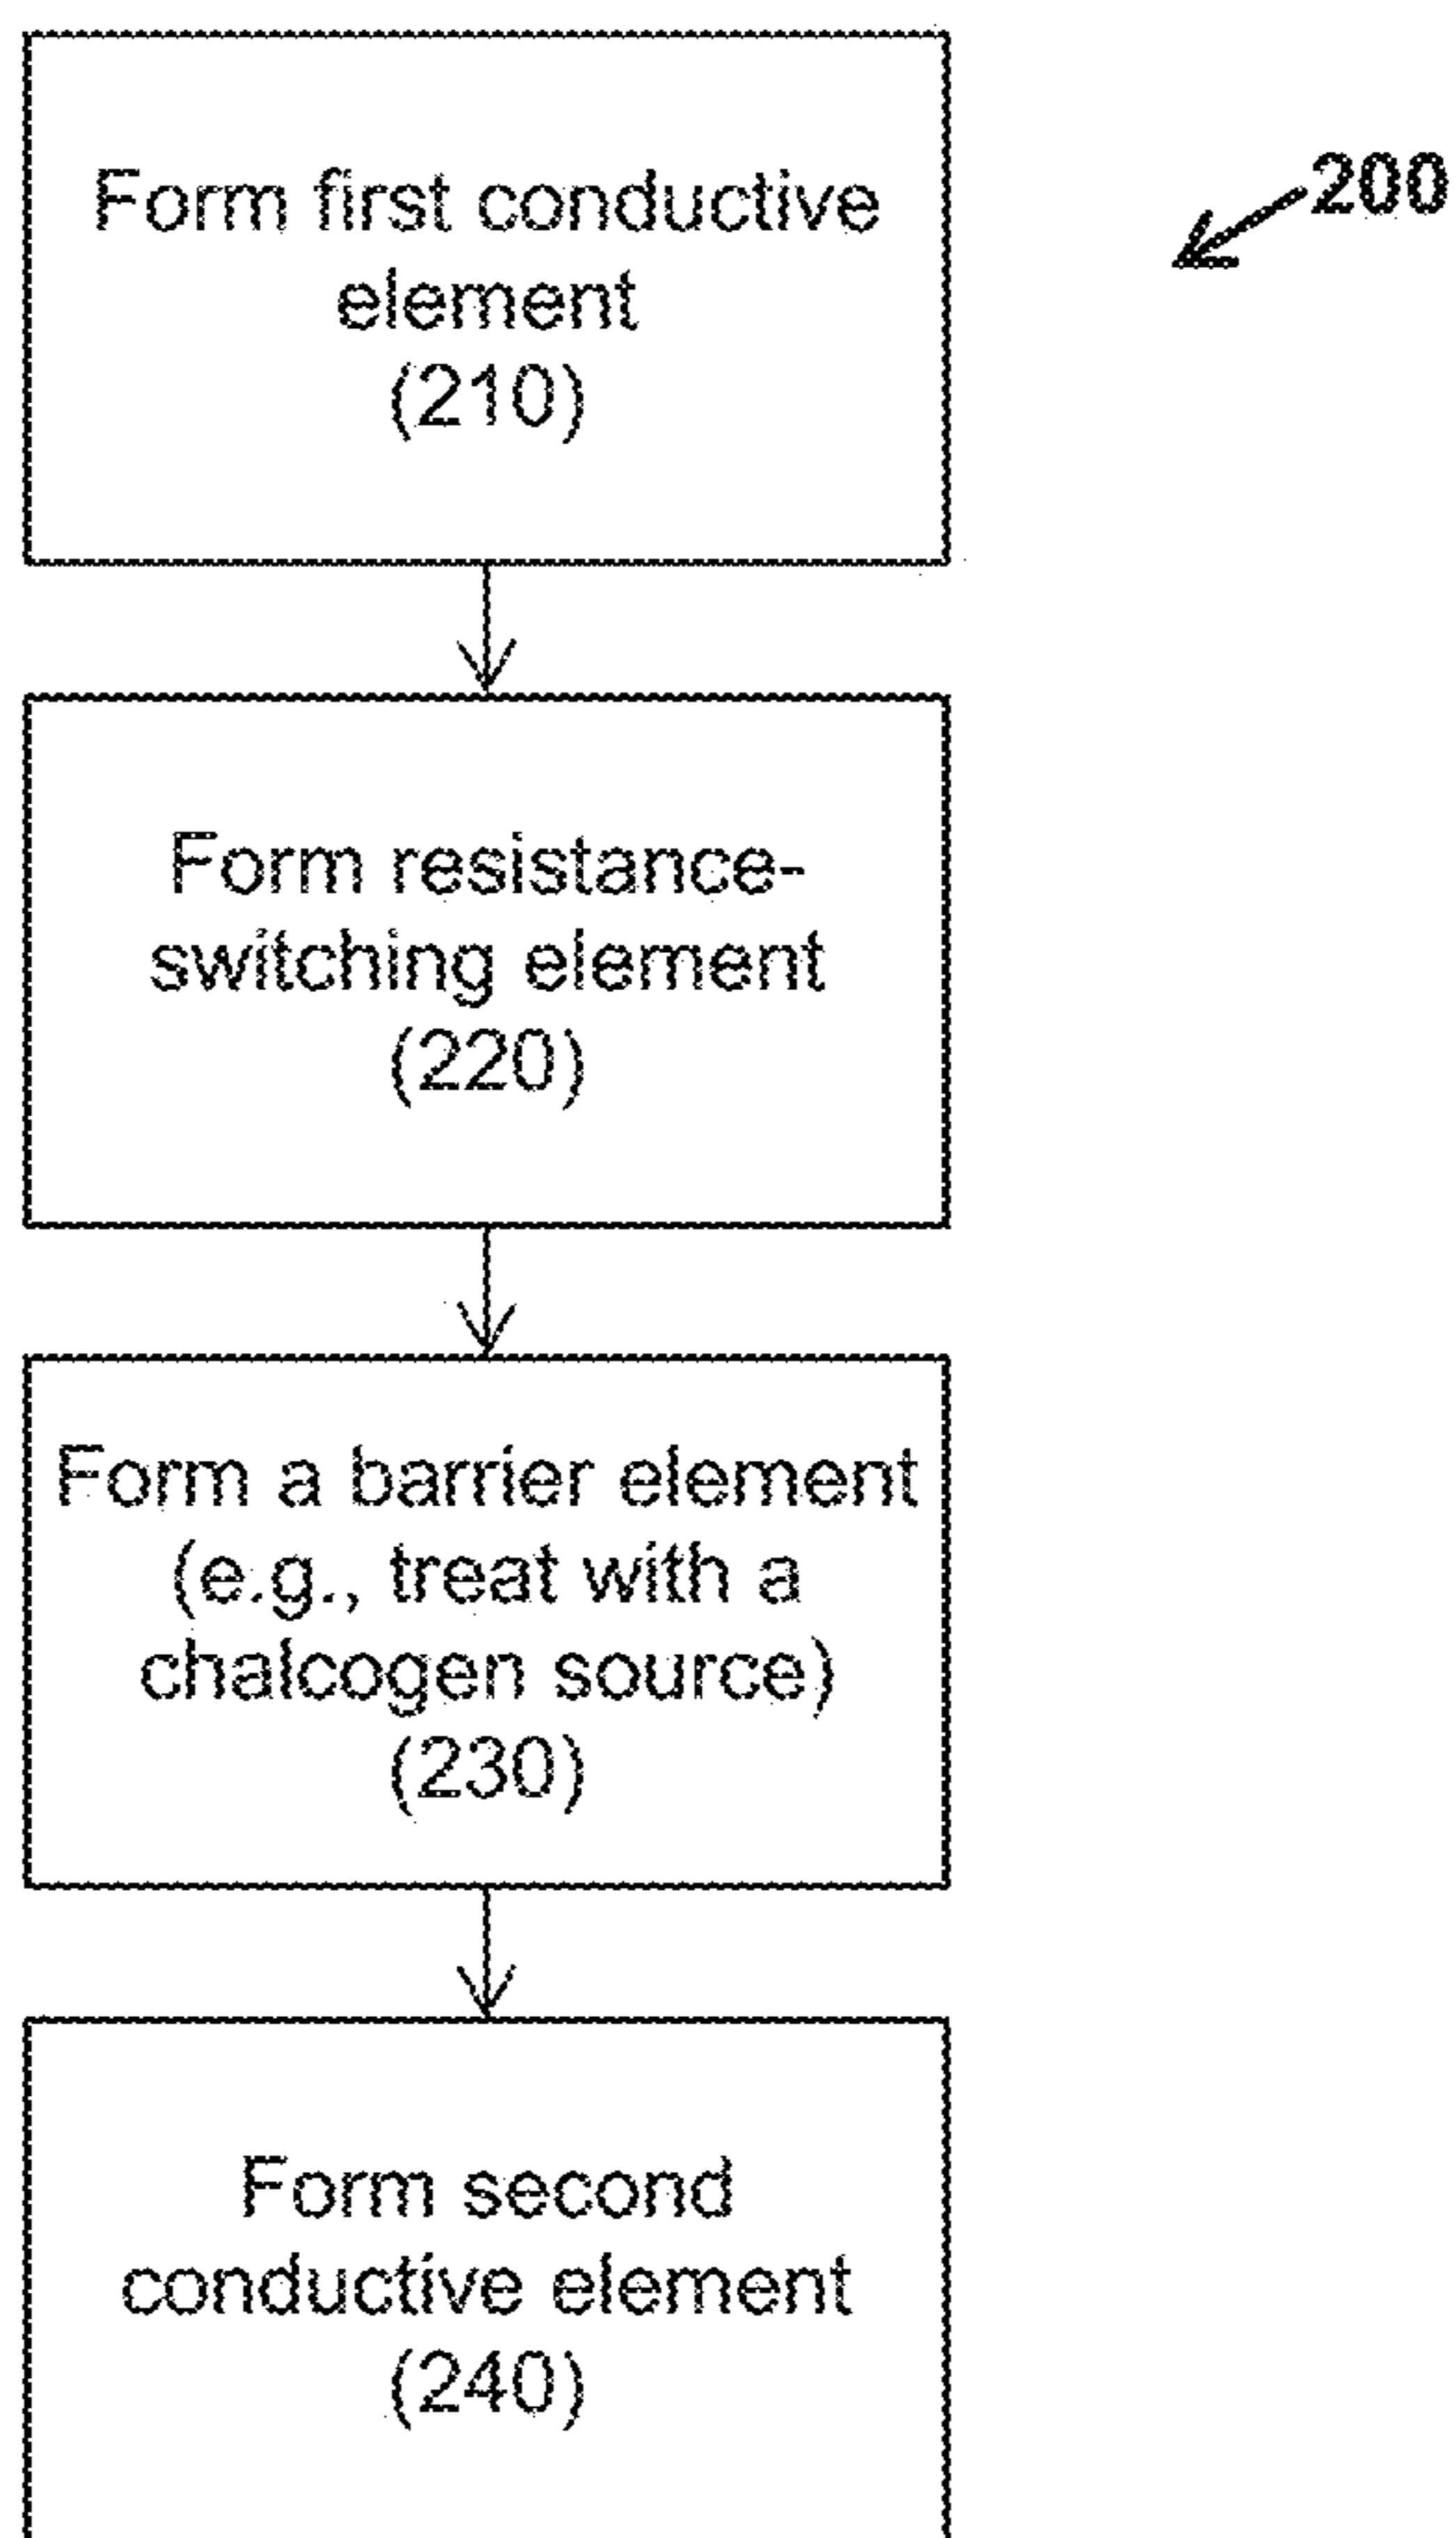 Form first conductive
element
(210)
200
Form resistance-
switching element
(220)
Form a barrier element
(e.g., treat with a
chalcogen source)
(230)
Form second
conductive element
(240)